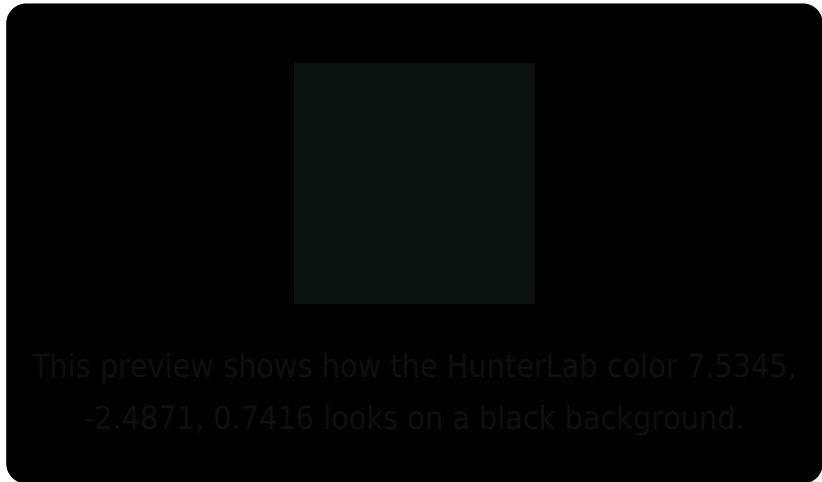 This preview shows how the HunterLab color 7.5345,
-2.4871, 0.7416 looks on a black background.